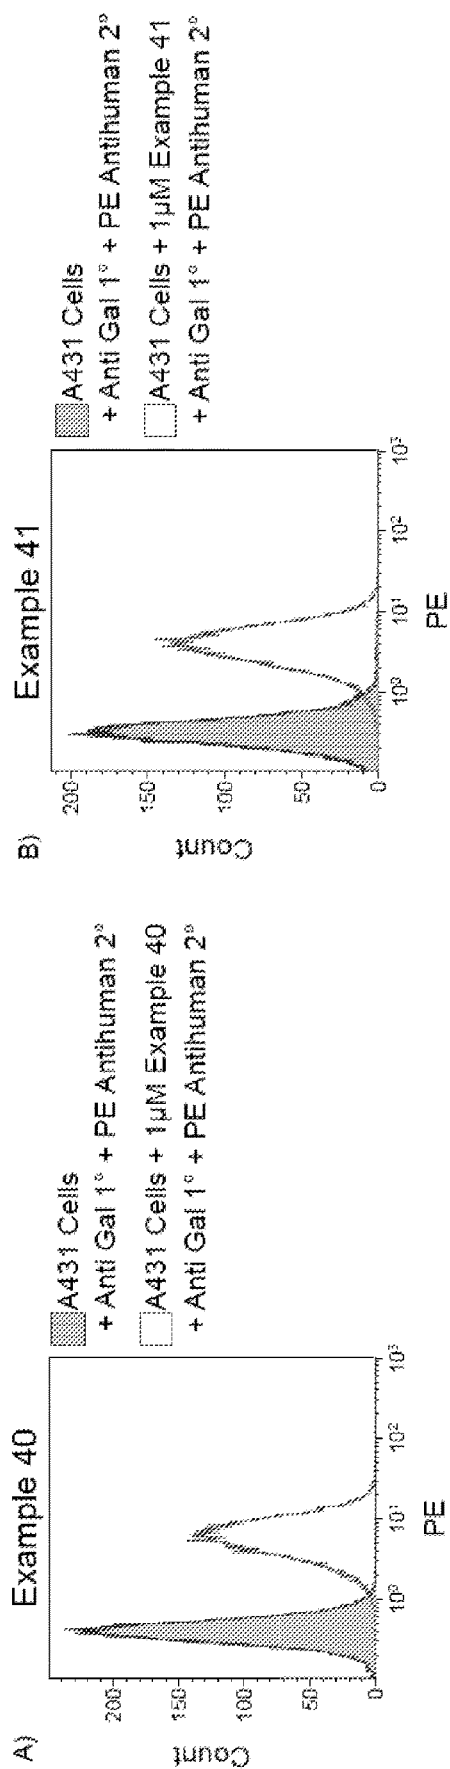 A)
Example 40
Count
200
150
100
50
0
10⁰
10¹
10²
10³
PE
A431 Cells
+ Anti Gal 1° + PE Antihuman 2°
A431 Cells + 1µM Example 40
+ Anti Gal 1° + PE Antihuman 2°
B)
Example 41
Count
200
150
100
50
0
10⁰
10¹
10²
10³
PE
A431 Cells
+ Anti Gal 1° + PE Antihuman 2°
A431 Cells + 1µM Example 41
+ Anti Gal 1° + PE Antihuman 2°